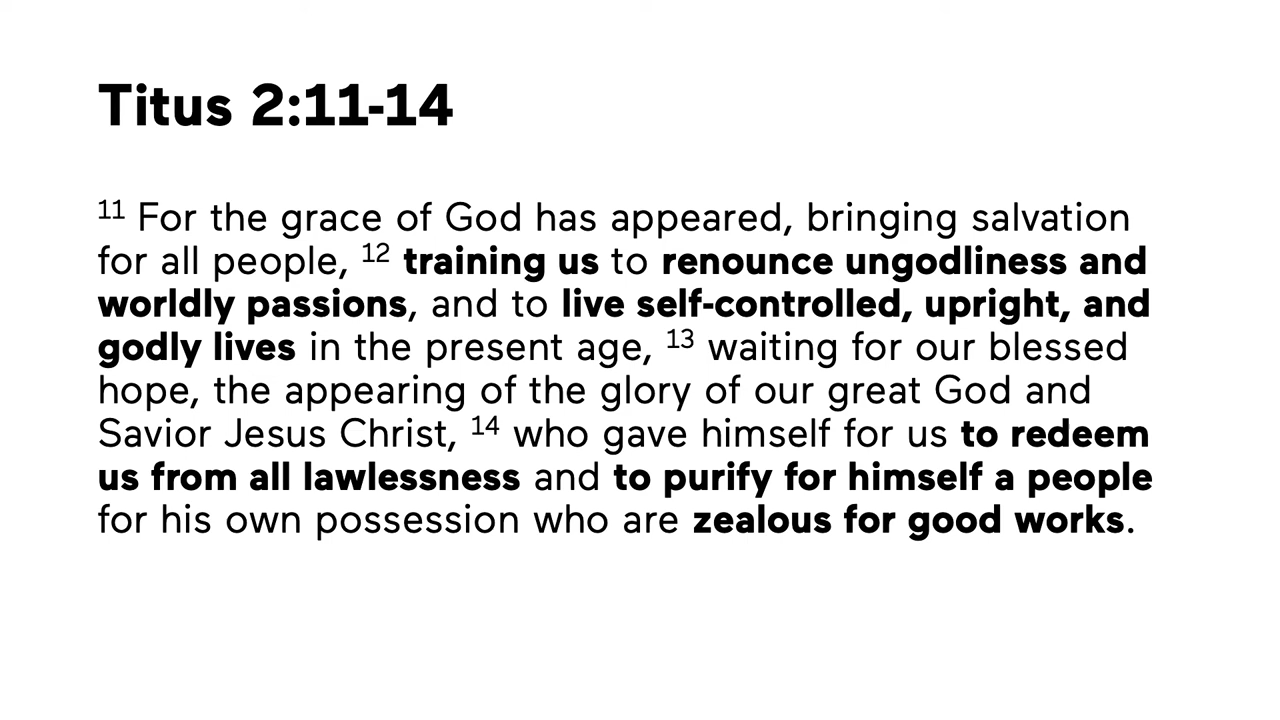 Titus 2:11-14
11 For the grace of God has appeared, bringing salvation
for all people, 12 training us to renounce ungodliness and
worldly passions, and to live self-controlled, upright, and
godly lives in the present age, 13 waiting for our blessed
hope, the appearing of the glory of our great God and
Savior Jesus Christ, 14 who gave himself for us to redeem
us from all lawlessness and to purify for himself a people
for his own possession who are zealous for good works.